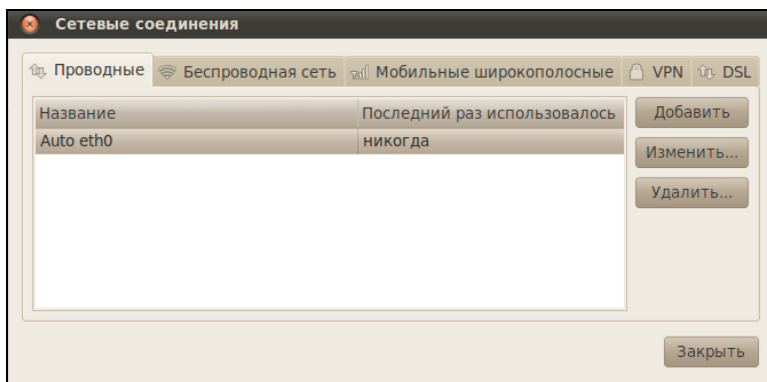 Сетевые соединения
Проводные Беспроводная сеть Мобильные широкополосные VPN DSL
Название Последний раз использовалось Добавить
Auto eth0 никогда
Изменить...
Удалить...
Закрыть